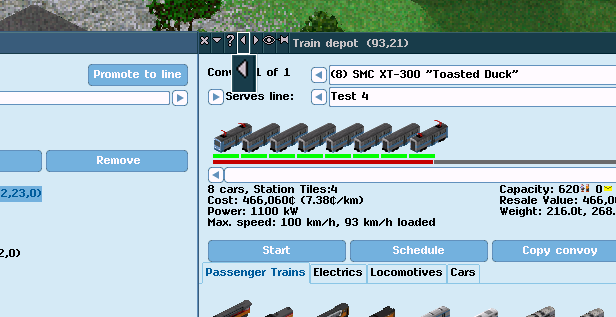 Train depot (93,21)
Promote to line
1 of 1
(8) SMC XT-300 "Toasted Duck"
Serves line:
Test 4
Remove
2,23,0)
8 cars, Station Tiles:4
Cost: 466,060¢ (7.38¢/km)
Power: 1100 kW
Max. speed: 100 km/h, 93 km/h loaded
Capacity: 620 0
Resale Value: 466,0
Weight: 216.0t, 268.
2,0)
Start
Schedule
Copy convoy
Passenger Trains
Electrics
Locomotives
Cars